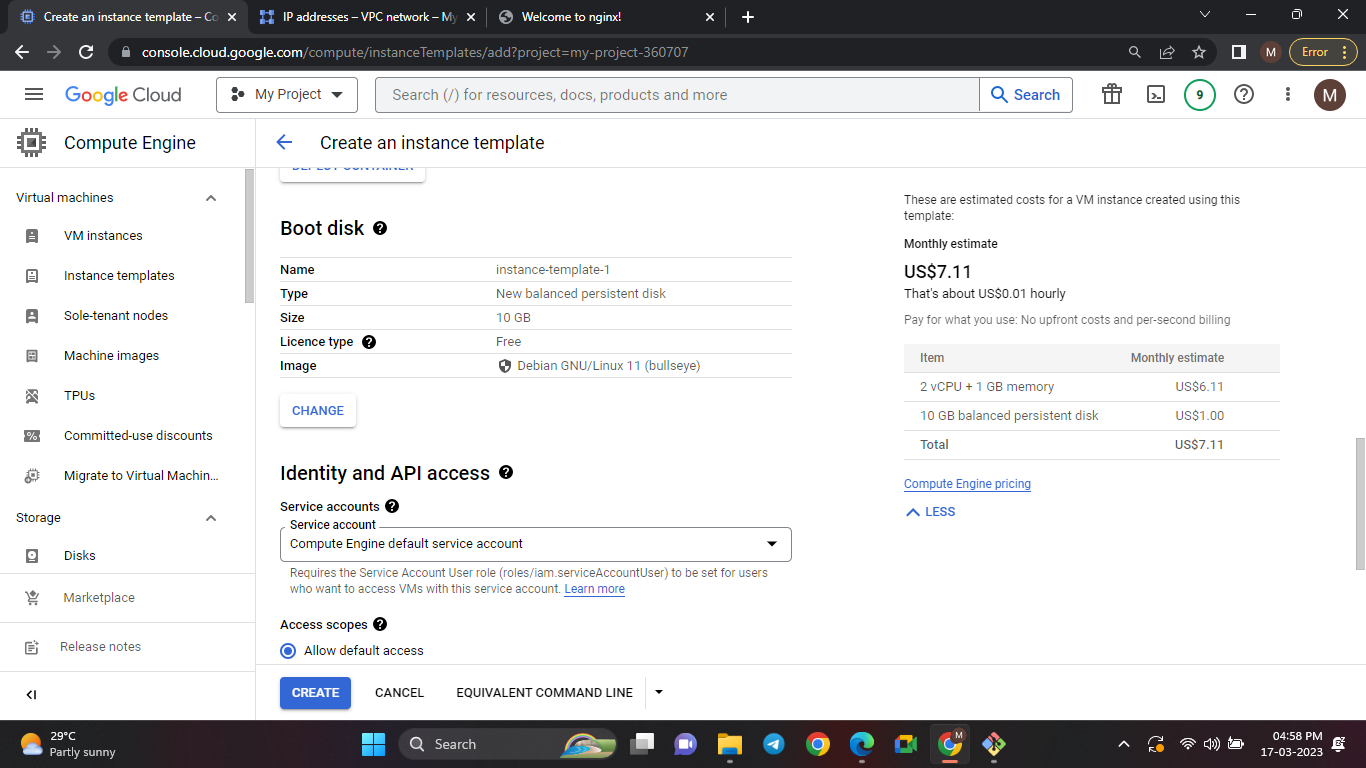 Create an instance template – Co
IP addresses – VPC network – My
Welcome to nginx!
console.cloud.google.com/compute/instanceTemplates/add?project=my-project-360707
M
Error
Google Cloud
My Project
Search (/) for resources, docs, products and more
Search
9
M
Compute Engine
Create an instance template
DEPLOY CONTAINER
Virtual machines
VM instances
Instance templates
Sole-tenant nodes
Machine images
TPUs
Committed-use discounts
Migrate to Virtual Machin...
Storage
Disks
Marketplace
Release notes
Boot disk
Name instance-template-1
Type New balanced persistent disk
Size 10 GB
Licence type Free
Image Debian GNU/Linux 11 (bullseye)
CHANGE
Identity and API access
Service accounts
Service account
Compute Engine default service account
Requires the Service Account User role (roles/iam.serviceAccountUser) to be set for users
who want to access VMs with this service account. Learn more
Access scopes
Allow default access
CREATE
CANCEL
EQUIVALENT COMMAND LINE
These are estimated costs for a VM instance created using this
template:
Monthly estimate
US$7.11
That's about US$0.01 hourly
Pay for what you use: No upfront costs and per-second billing
Item Monthly estimate
2 vCPU + 1 GB memory US$6.11
10 GB balanced persistent disk US$1.00
Total US$7.11
Compute Engine pricing
LESS
29°C
Partly sunny
Search
M
04:58 PM
17-03-2023